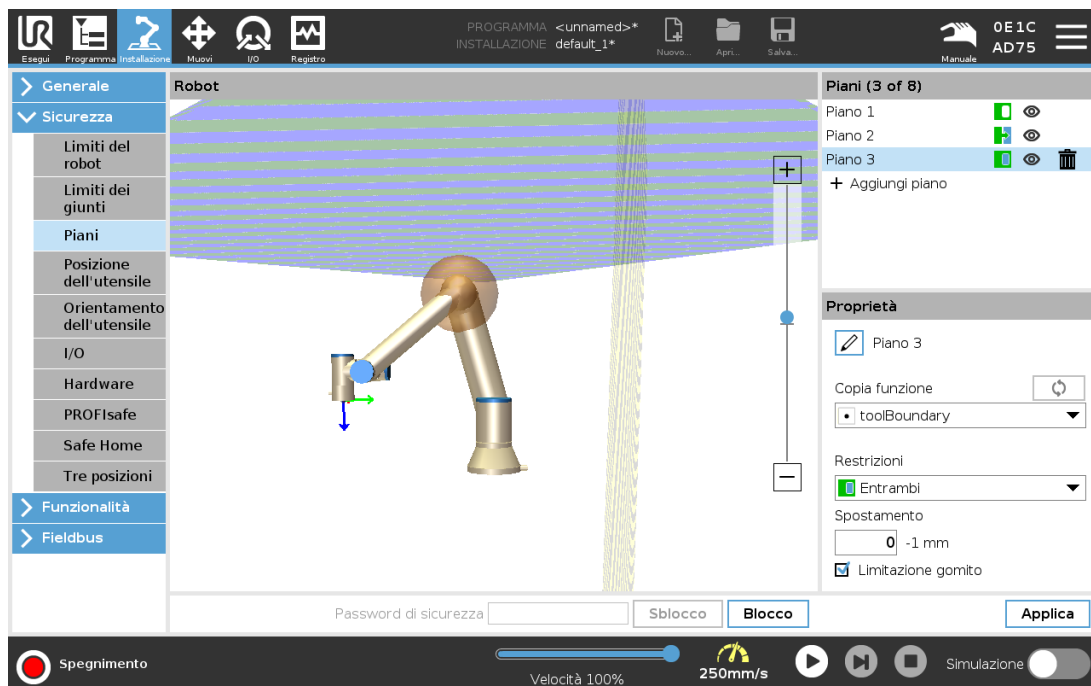 PROGRAMMA <unnamed>*
INSTALLAZIONE default_1*
Esegui Programma Installazione Muovi I/O Registro
Nuovo... Apri... Salva...
Manuale
0E1C
AD75
Generale
Sicurezza
Limiti del
robot
Limiti dei
giunti
Piani
Posizione
dell'utensile
Orientamento
dell'utensile
I/O
Hardware
PROFIsafe
Safe Home
Tre posizioni
Funzionalità
Fieldbus
Robot
Piani (3 of 8)
Piano 1
Piano 2
Piano 3
+ Aggiungi piano
Proprietà
Piano 3
Copia funzione
toolBoundary
Restrizioni
Entrambi
Spostamento
0 -1 mm
Limitazione gomito
Password di sicurezza Sblocco Blocco
Applica
Spegnimento
Velocità 100%
250mm/s
Simulazione